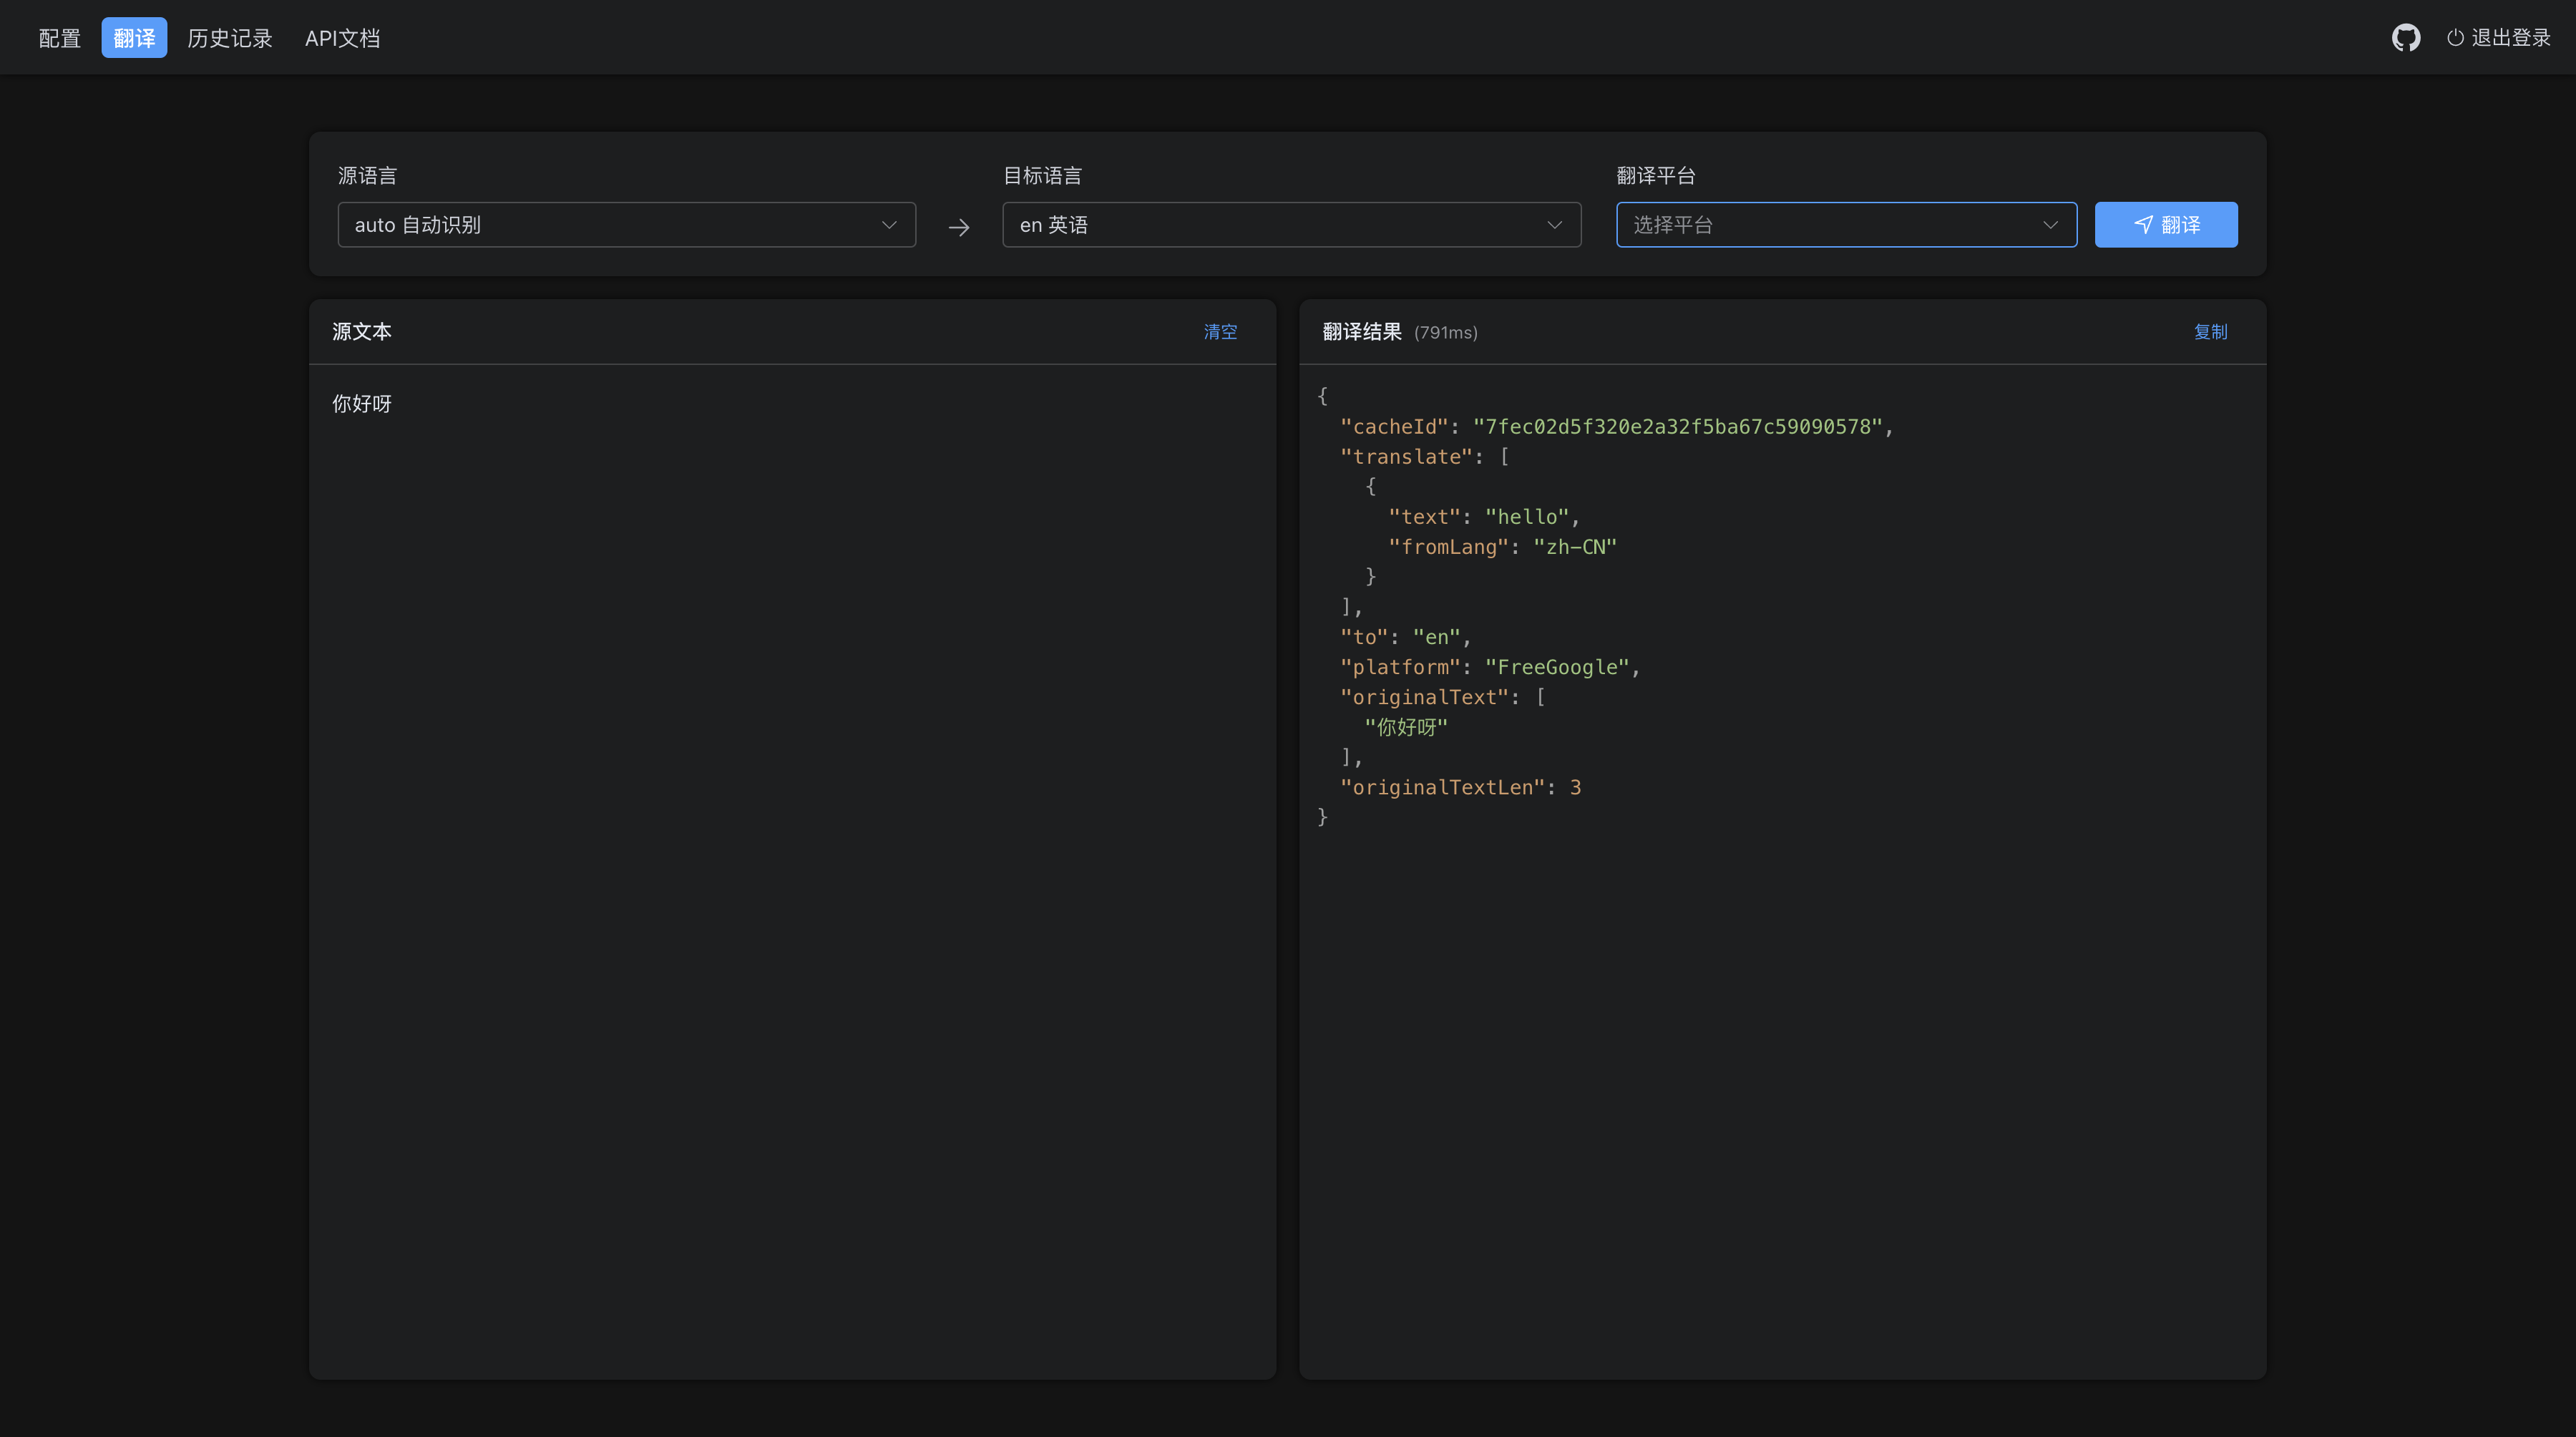 配置 翻译 历史记录 API文档 退出登录
源语言 目标语言 翻译平台
auto 自动识别 en 英语 选择平台 翻译
源文本 清空
你好呀
翻译结果 (791ms) 复制
{
  "cacheId": "7fec02d5f320e2a32f5ba67c59090578",
  "translate": [
    {
      "text": "hello",
      "fromLang": "zh-CN"
    }
  ],
  "to": "en",
  "platform": "FreeGoogle",
  "originalText": [
    "你好呀"
  ],
  "originalTextLen": 3
}